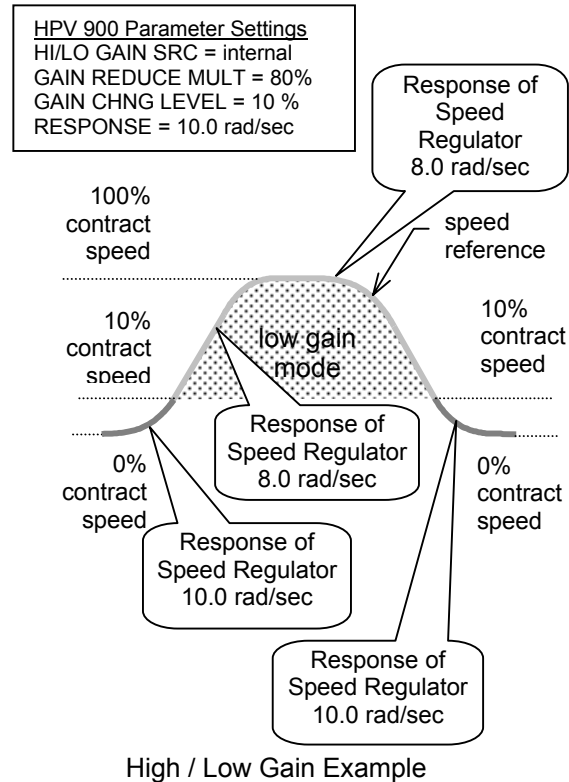 HPV 900 Parameter Settings
HI/LO GAIN SRC = internal
GAIN REDUCE MULT = 80%
GAIN CHNG LEVEL = 10 %
RESPONSE = 10.0 rad/sec
Response of
Speed
Regulator
8.0 rad/sec
100%
contract
speed
speed
reference
10%
contract
speed
low gain
mode
10%
contract
speed
Response of
Speed Regulator
8.0 rad/sec
0%
contract
speed
0%
contract
speed
Response of
Speed Regulator
10.0 rad/sec
Response of
Speed Regulator
10.0 rad/sec
High / Low Gain Example